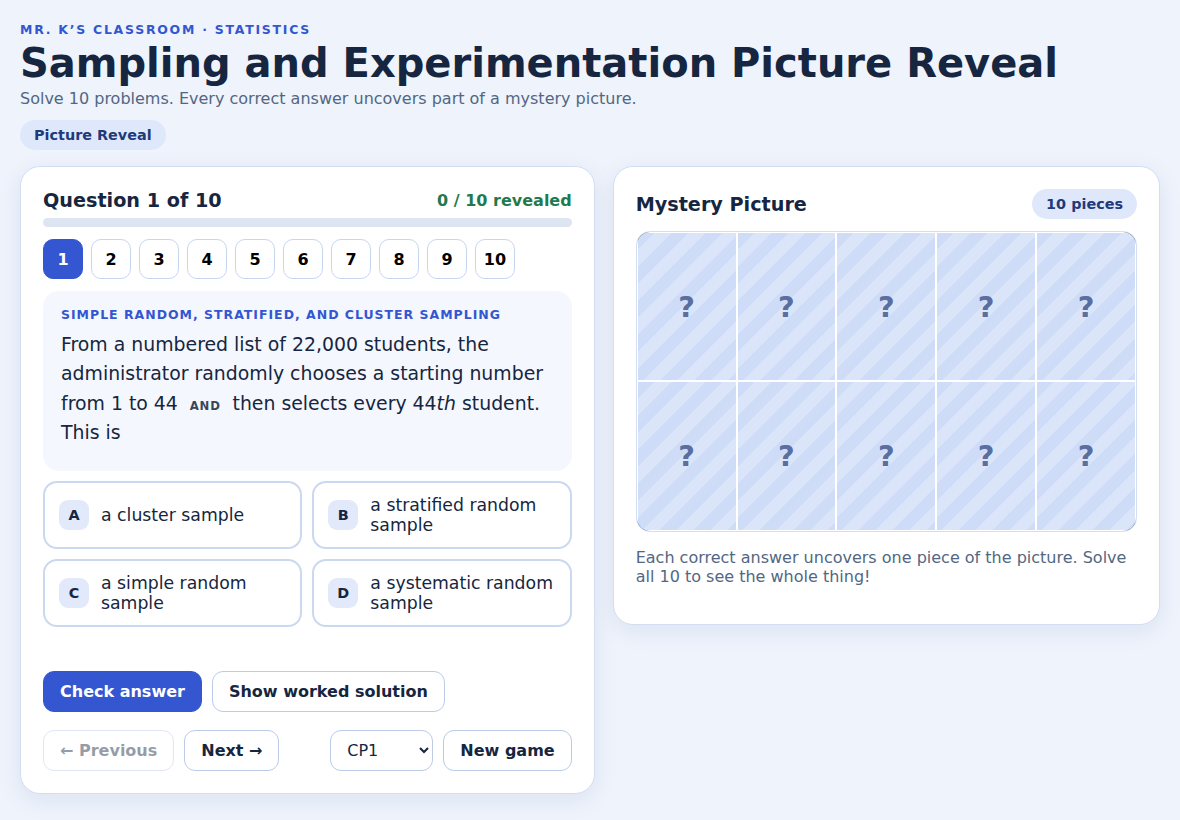 MR. K’S CLASSROOM · STATISTICS
Sampling and Experimentation Picture Reveal
Solve 10 problems. Every correct answer uncovers part of a mystery picture.
Picture Reveal
Question 1 of 10
0 / 10 revealed
1 2 3 4 5 6 7 8 9 10
SIMPLE RANDOM, STRATIFIED, AND CLUSTER SAMPLING
From a numbered list of 22,000 students, the
administrator randomly chooses a starting number
from 1 to 44 AND then selects every 44th student.
This is
A a cluster sample
B a stratified random
sample
C a simple random
sample
D a systematic random
sample
Check answer
Show worked solution
← Previous
Next →
CP1
New game
Mystery Picture
10 pieces
? ? ? ? ?
? ? ? ? ?
Each correct answer uncovers one piece of the picture. Solve
all 10 to see the whole thing!